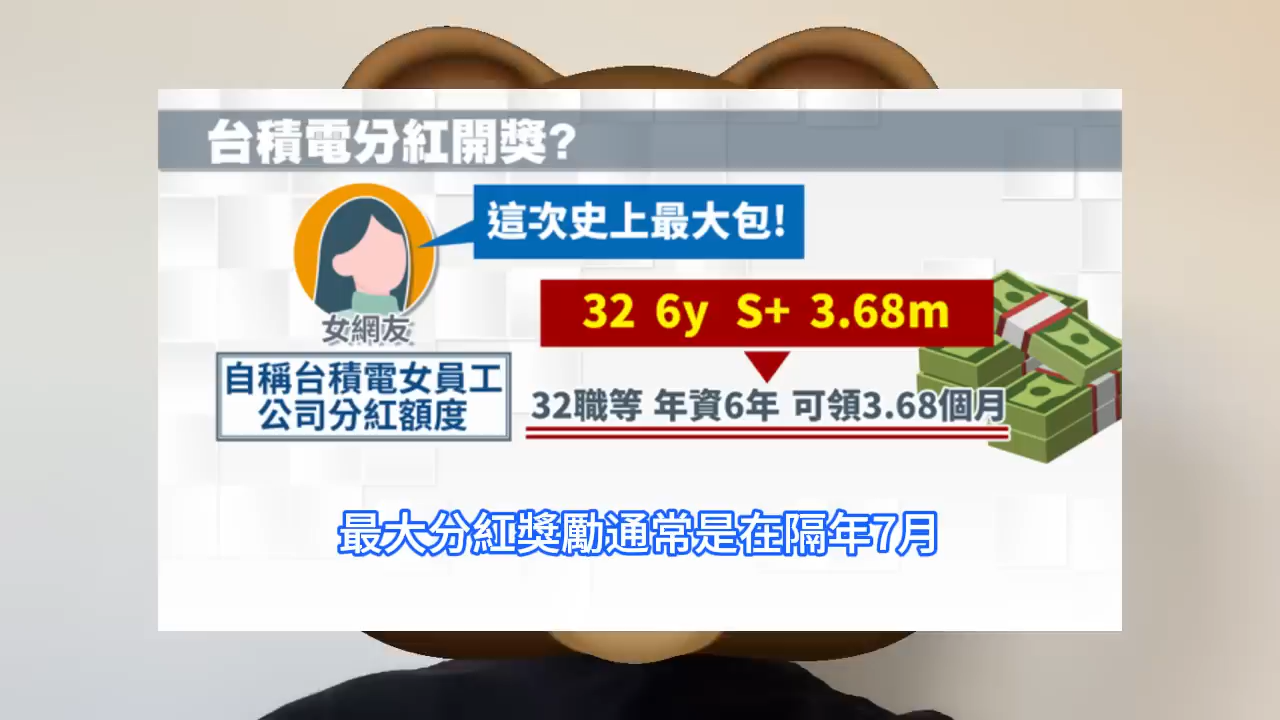 台積電分紅開獎?
這次史上最大包!
女網友
32 6y S+ 3.68m
自稱台積電女員工
公司分紅額度
32職等 年資6年 可領3.68個月
最大分紅獎勵通常是在隔年7月